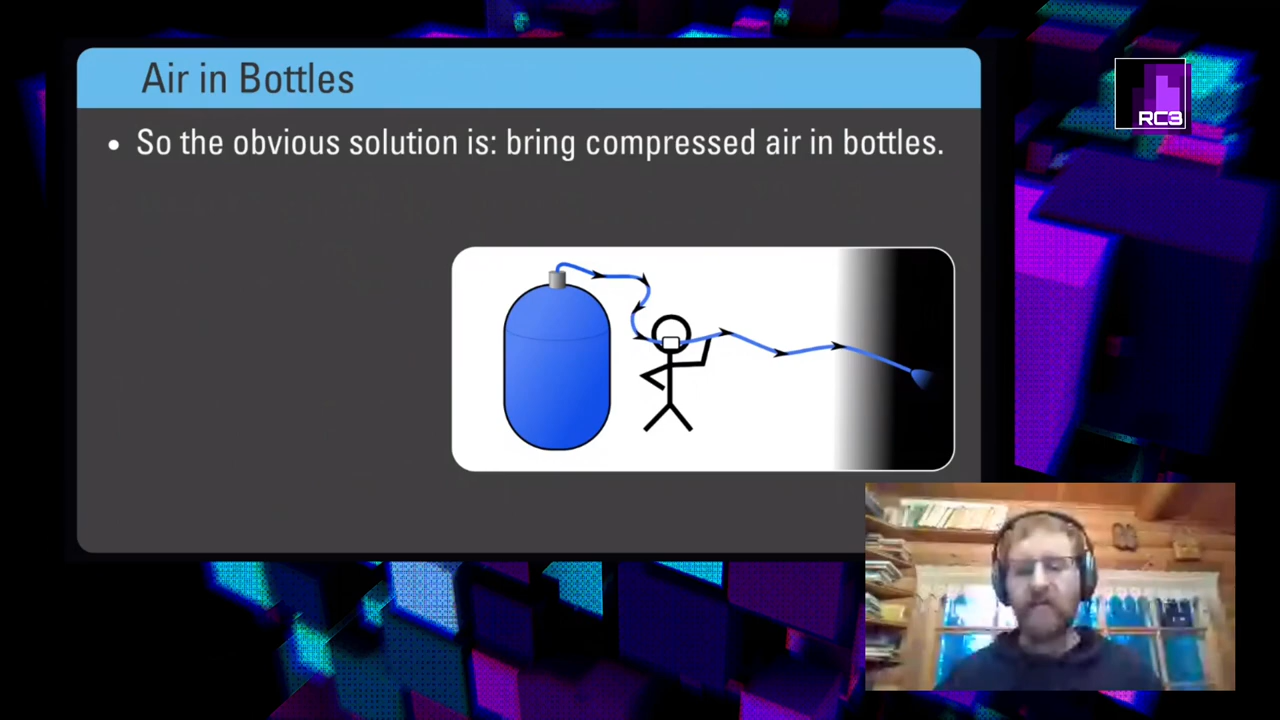 Air in Bottles
RC3
• So the obvious solution is: bring compressed air in bottles.